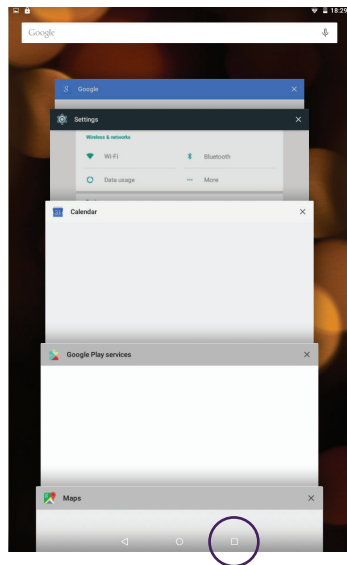 18:29
Google
Google
Settings
Wireless & networks
Wi-Fi
Bluetooth
Data usage
More
Calendar
Google Play services
Maps